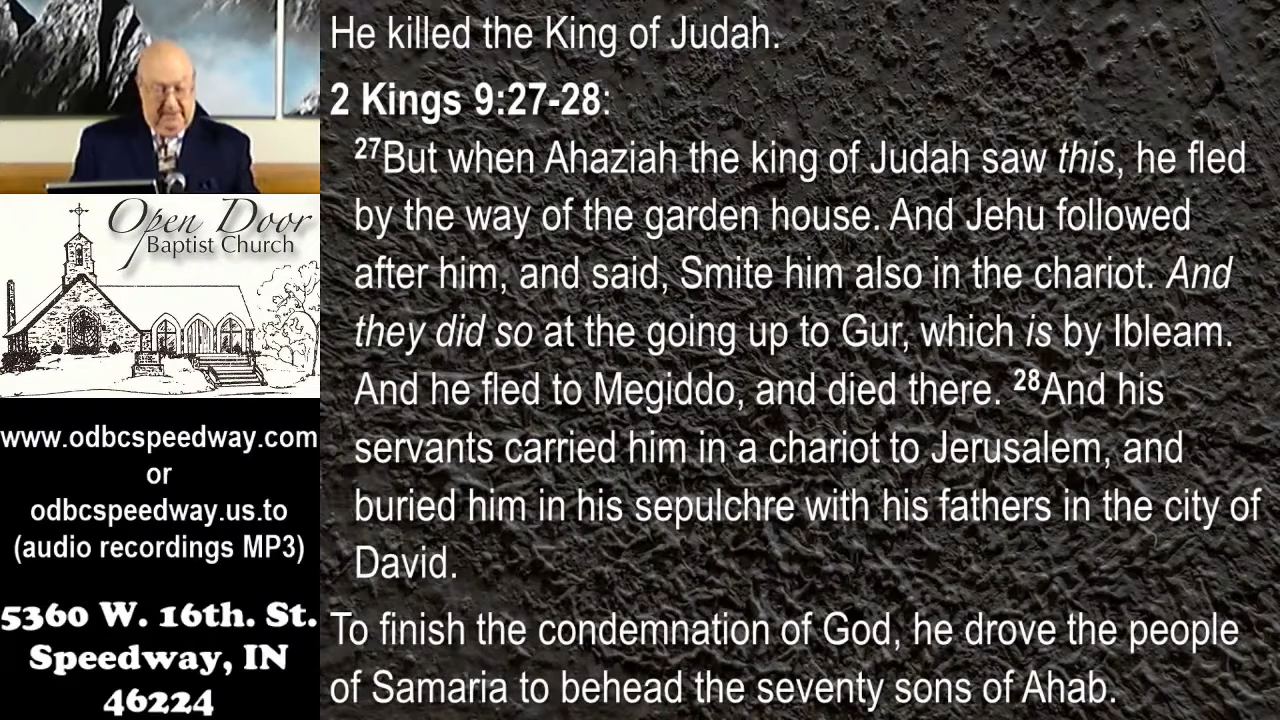 He killed the King of Judah.
2 Kings 9:27-28:
27But when Ahaziah the king of Judah saw this, he fled
by the way of the garden house. And Jehu followed
after him, and said, Smite him also in the chariot. And
they did so at the going up to Gur, which is by Ibleam.
And he fled to Megiddo, and died there. 28And his
servants carried him in a chariot to Jerusalem, and
buried him in his sepulchre with his fathers in the city of
David.
To finish the condemnation of God, he drove the people
of Samaria to behead the seventy sons of Ahab.
Open Door
Baptist Church
www.odbcspeedway.com
or
odbcspeedway.us.to
(audio recordings MP3)
5360 W. 16th. St.
Speedway, IN
46224